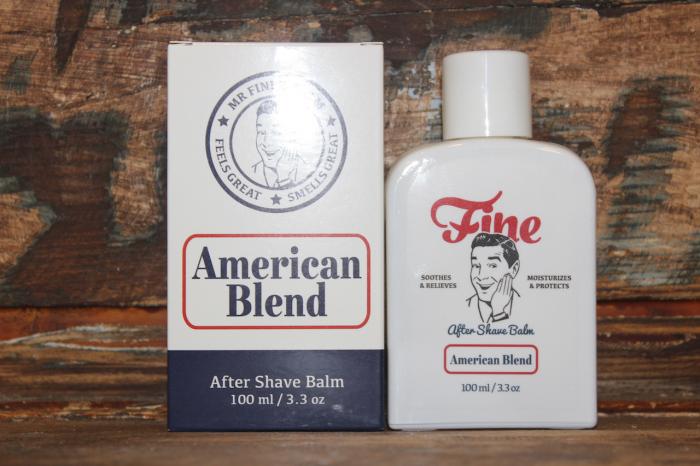 MR FINE
FEELS GREAT
SMELLS GREAT
American
Blend
After Shave Balm
100 ml / 3.3 oz
Fine
SOOTHES
& RELIEVES
MOISTURIZES
& PROTECTS
After Shave Balm
American Blend
100 ml / 3.3 oz